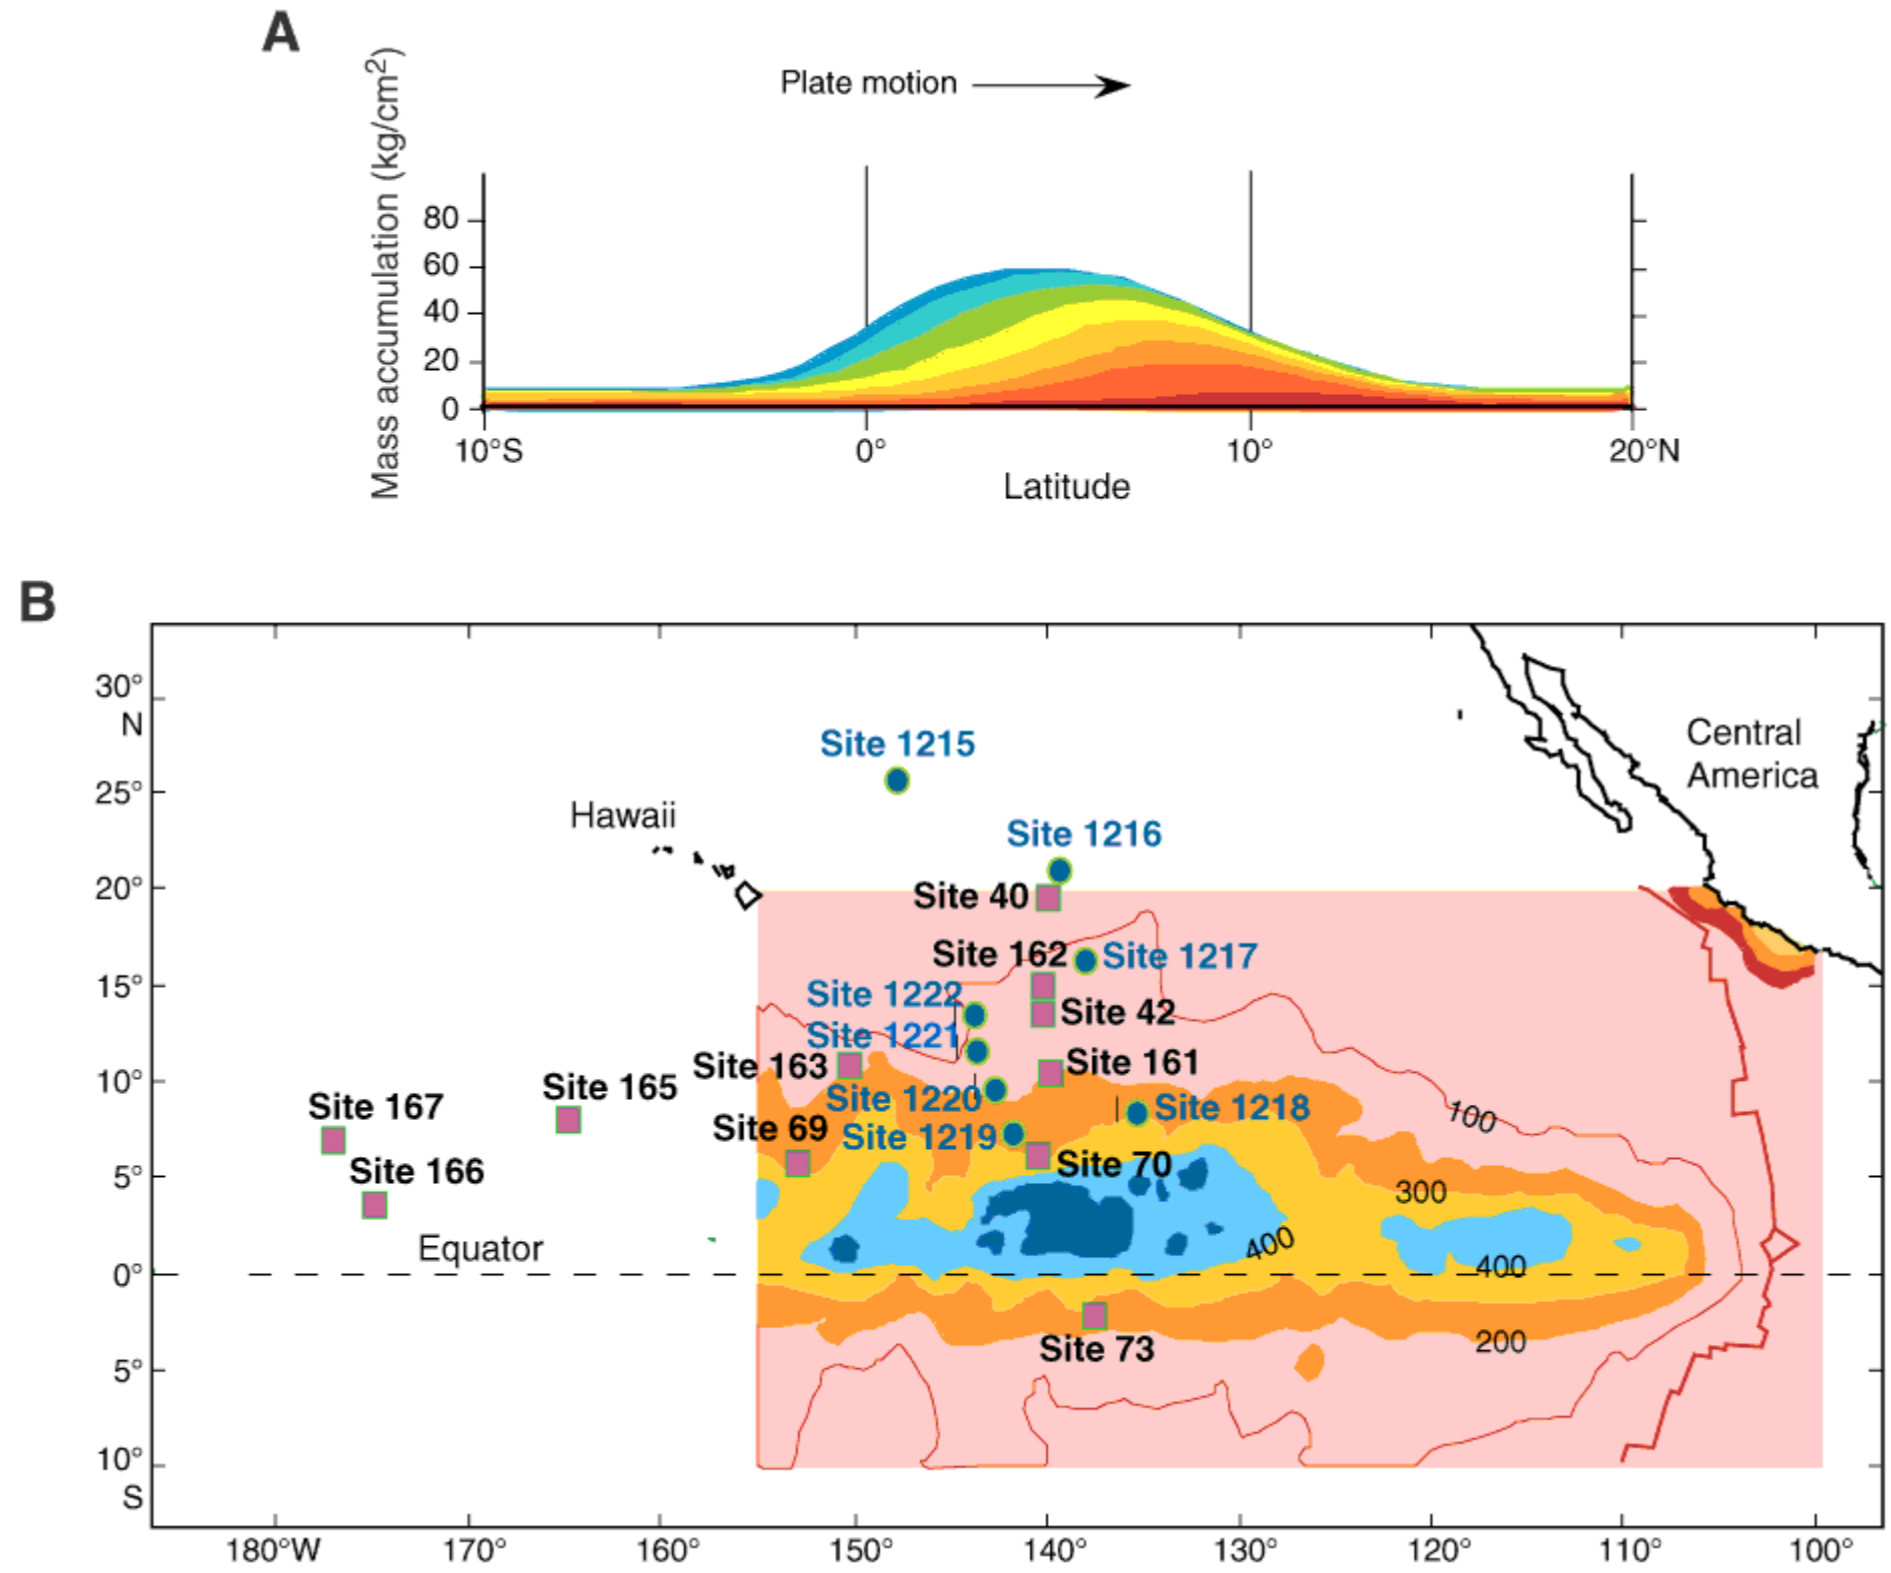 A
Plate motion
Mass accumulation (kg/cm2)
80
60
40
20
0
10°S 0° 10° 20°N
Latitude
B
30°
N
25°
20°
15°
10°
5°
0°
5°
10°
S
Central
America
Site 1215
Hawaii
Site 1216
Site 40
Site 162
Site 1217
Site 1222
Site 42
Site 1221
Site 163
Site 161
Site 165
Site 1220
Site 1218
100
Site 167
Site 69
Site 1219
Site 166
Site 70
300
Equator
400
400
Site 73
200
180°W 170° 160° 150° 140° 130° 120° 110° 100°